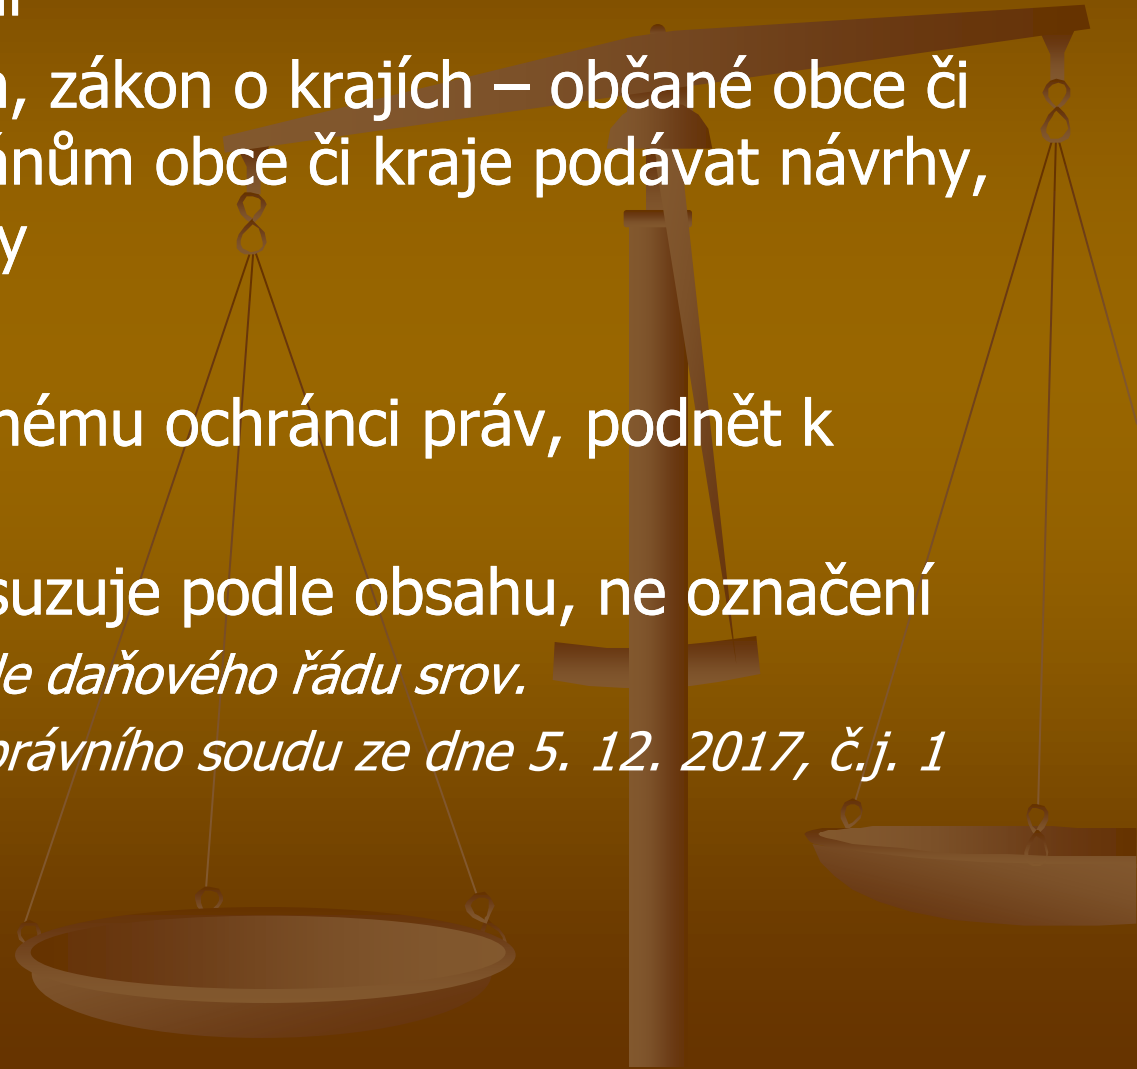 , zákon o krajích – občané obce či
ánům obce či kraje podávat návrhy,
y
nému ochránci práv, podnět k
suzuje podle obsahu, ne označení
le daňového řádu srov.
právního soudu ze dne 5. 12. 2017, č.j. 1